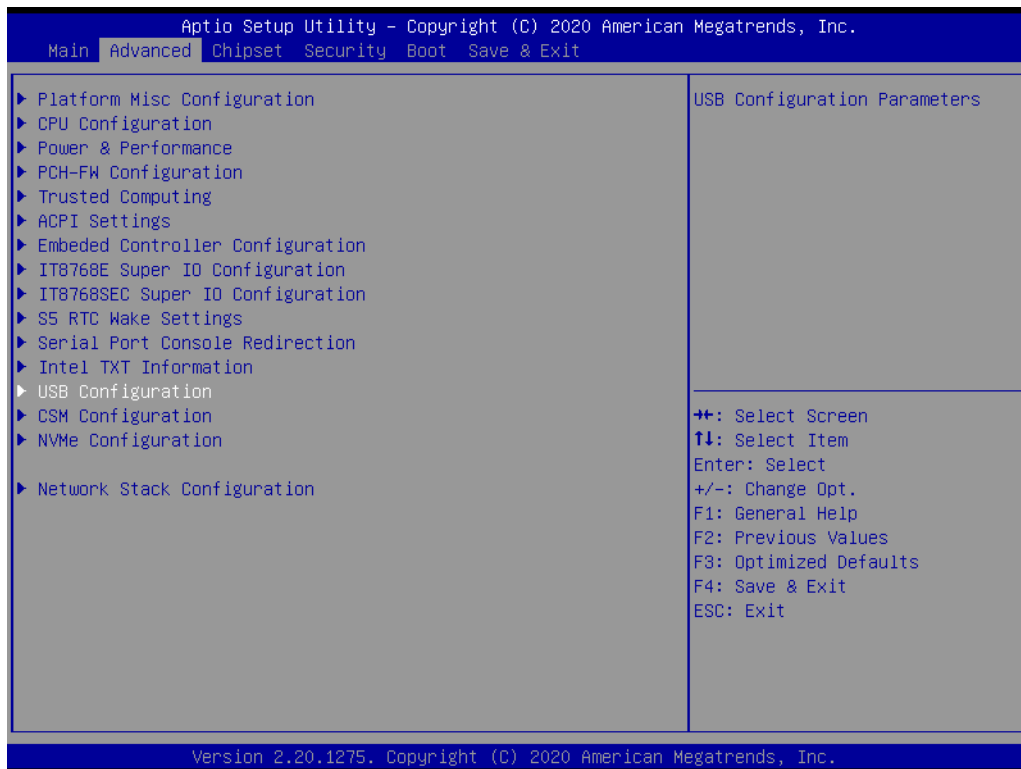 Aptio Setup Utility – Copyright (C) 2020 American Megatrends, Inc.
Main Advanced Chipset Security Boot Save & Exit
▶ Platform Misc Configuration
▶ CPU Configuration
▶ Power & Performance
▶ PCH-FW Configuration
▶ Trusted Computing
▶ ACPI Settings
▶ Embeded Controller Configuration
▶ IT8768E Super IO Configuration
▶ IT8768SEC Super IO Configuration
▶ S5 RTC Wake Settings
▶ Serial Port Console Redirection
▶ Intel TXT Information
▶ USB Configuration
▶ CSM Configuration
▶ NVMe Configuration
▶ Network Stack Configuration
USB Configuration Parameters
→←: Select Screen
↑↓: Select Item
Enter: Select
+/-: Change Opt.
F1: General Help
F2: Previous Values
F3: Optimized Defaults
F4: Save & Exit
ESC: Exit
Version 2.20.1275. Copyright (C) 2020 American Megatrends, Inc.